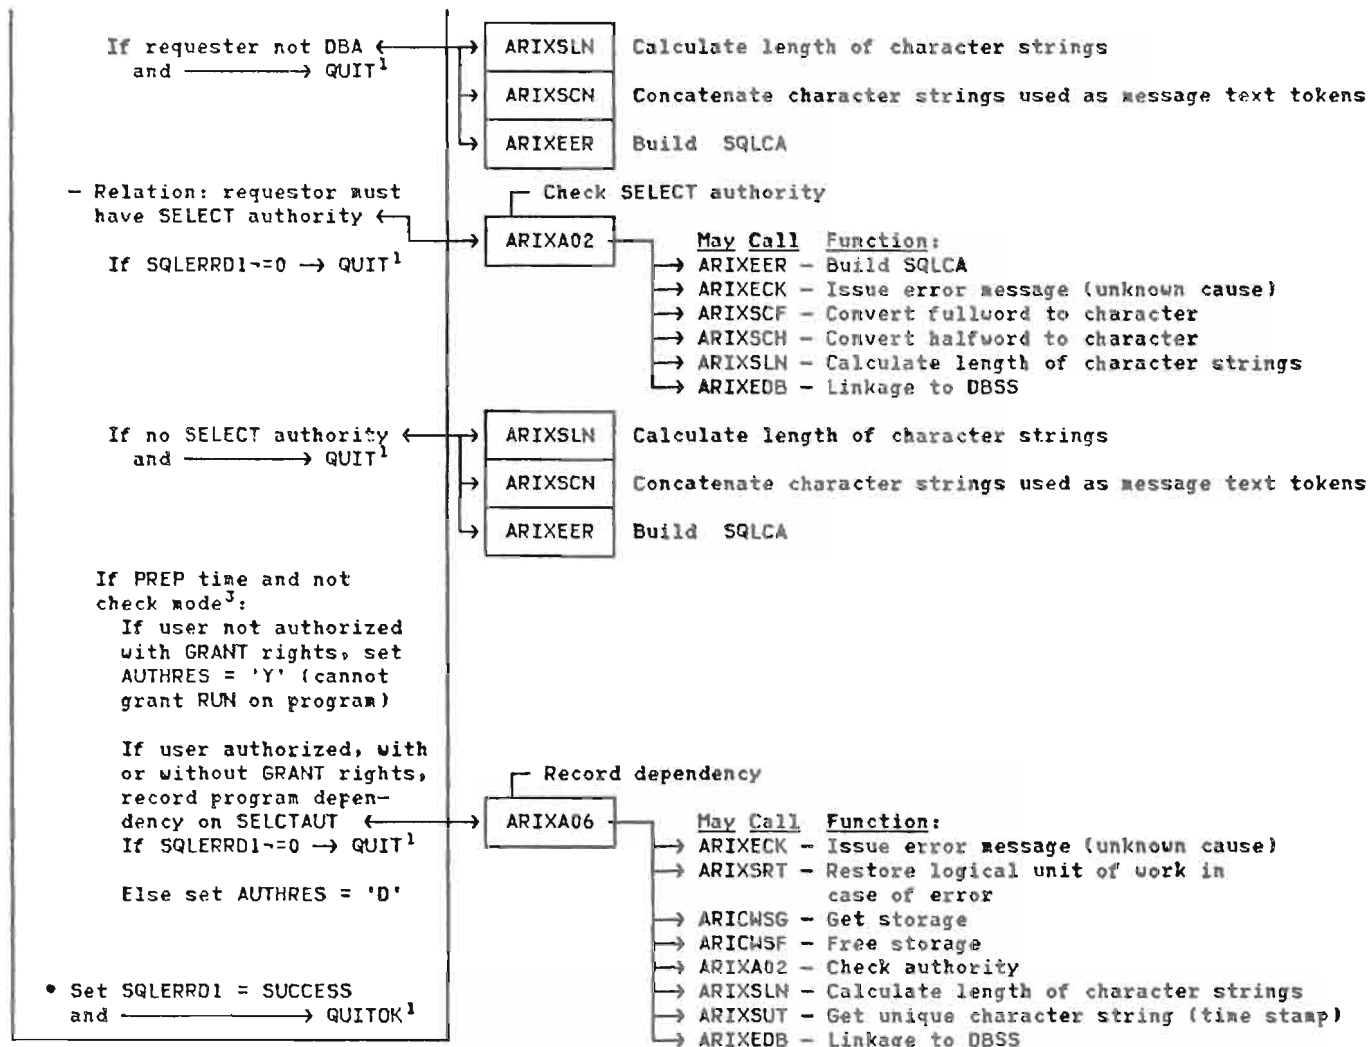 If requester not DBA ↔ ARIXSLN Calculate length of character strings
and → QUIT¹
ARIXSCN Concatenate character strings used as message text tokens
ARIXEER Build SQLCA
— Relation: requestor must
have SELECT authority ↔
Check SELECT authority
ARIXA02
If SQLERRD1¬=0 → QUIT¹
May Call Function:
→ ARIXEER — Build SQLCA
→ ARIXECK — Issue error message (unknown cause)
→ ARIXSCF — Convert fullword to character
→ ARIXSCH — Convert halfword to character
→ ARIXSLN — Calculate length of character strings
→ ARIXEDB — Linkage to DBSS
If no SELECT authority ↔ ARIXSLN Calculate length of character strings
and → QUIT¹
ARIXSCN Concatenate character strings used as message text tokens
ARIXEER Build SQLCA
If PREP time and not
check mode³:
If user not authorized
with GRANT rights, set
AUTHRES = 'Y' (cannot
grant RUN on program)
If user authorized, with
or without GRANT rights,
record program depen-
dency on SELCTAUT ↔
If SQLERRD1¬=0 → QUIT¹
Else set AUTHRES = 'D'
Record dependency
ARIXA06
May Call Function:
→ ARIXECK — Issue error message (unknown cause)
→ ARIXSRT — Restore logical unit of work in
case of error
→ ARICWSG — Get storage
→ ARICWSF — Free storage
→ ARIXA02 — Check authority
→ ARIXSLN — Calculate length of character strings
→ ARIXSUT — Get unique character string (time stamp)
→ ARIXEDB — Linkage to DBSS
• Set SQLERRD1 = SUCCESS
and → QUITOK¹